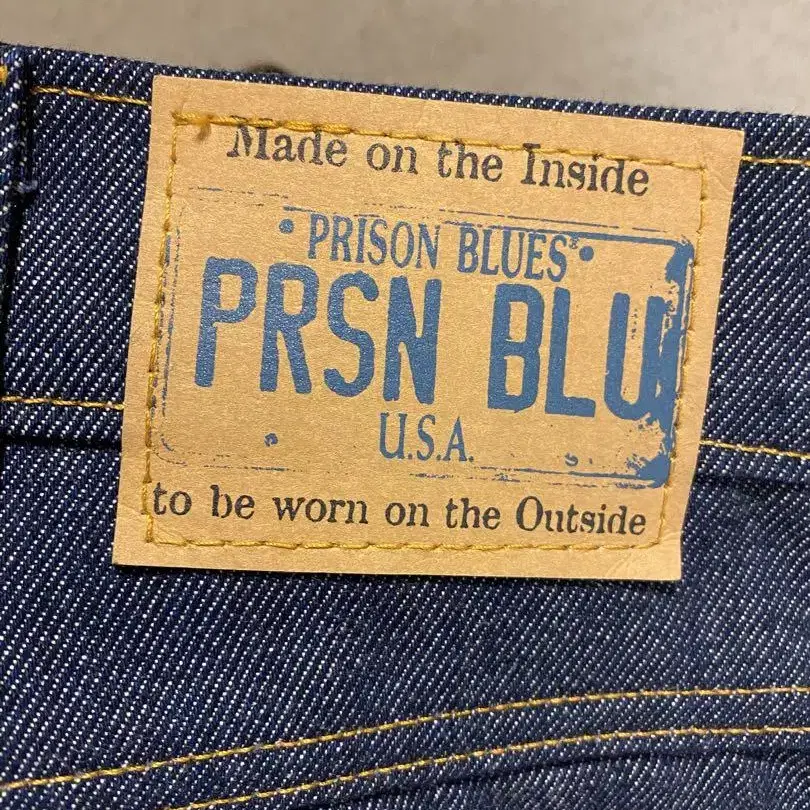 Made on the Inside
PRISON BLUES®
PRSN BLU
U.S.A.
to be worn on the Outside